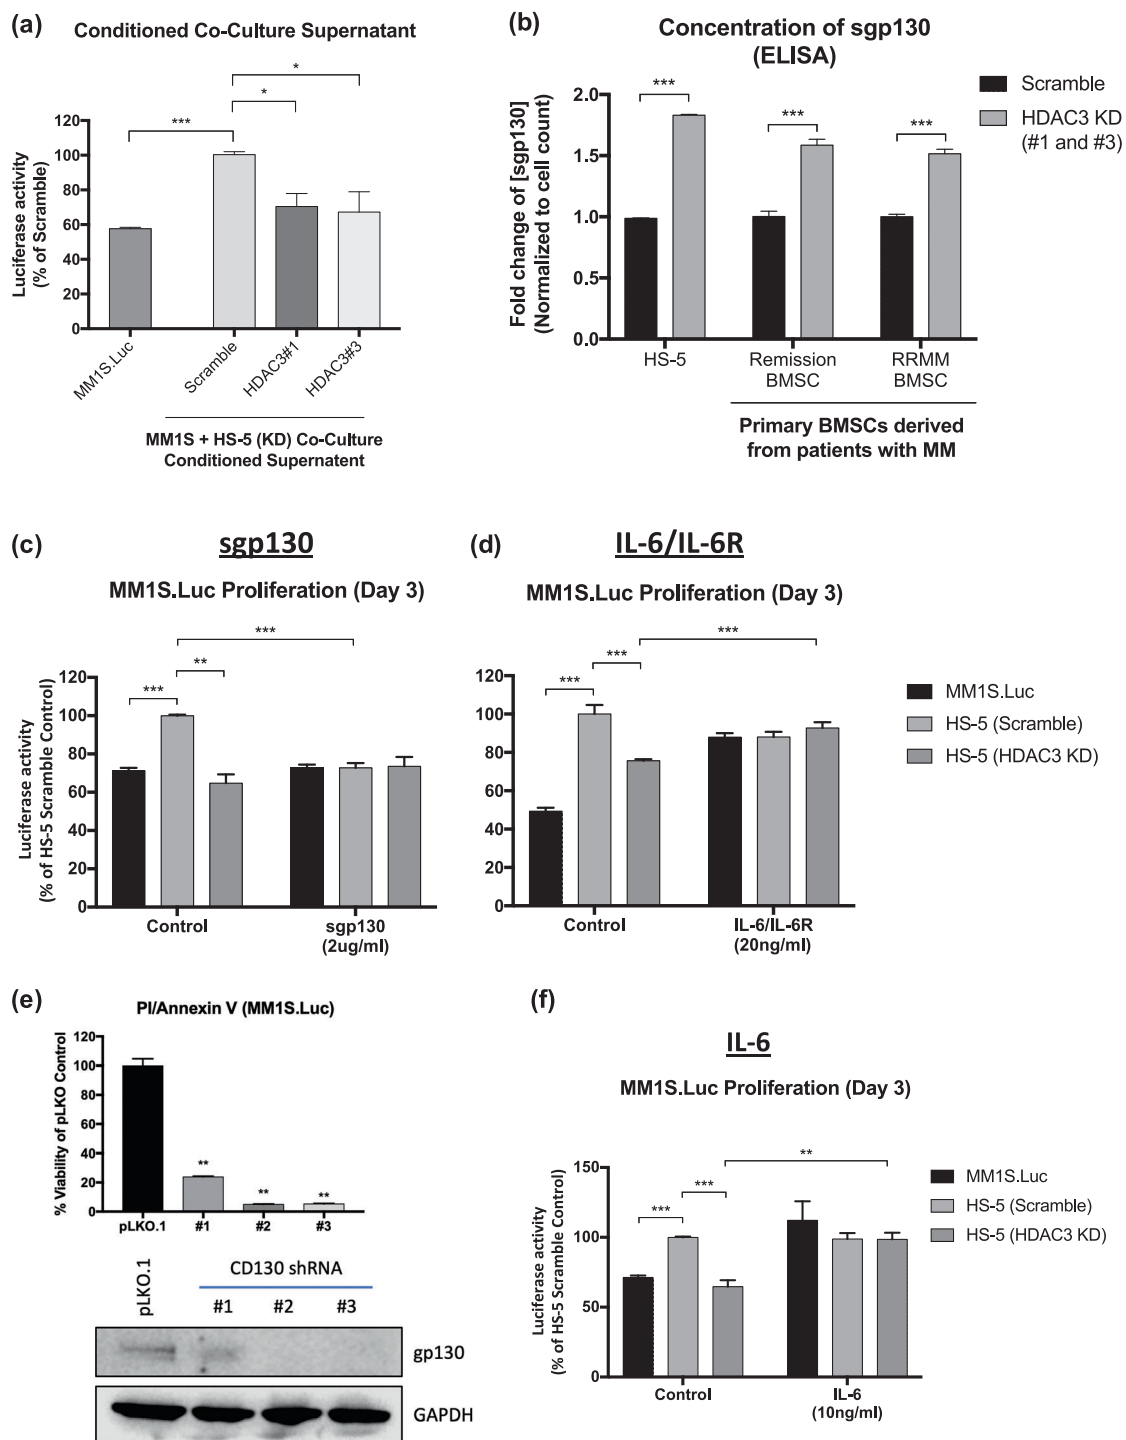 (a)
Conditioned Co-Culture Supernatant
*
*
***
Luciferase activity
(% of Scramble)
120
100
80
60
40
20
0
MM1S.Luc
Scramble
HDAC3#1
HDAC3#3
MM1S + HS-5 (KD) Co-Culture
Conditioned Supernatent
(b)
Concentration of sgp130
(ELISA)
Scramble
HDAC3 KD
(#1 and #3)
***
***
***
Fold change of [sgp130]
(Normalized to cell count)
2.0
1.5
1.0
0.5
0.0
HS-5
Remission
BMSC
RRMM
BMSC
Primary BMSCs derived
from patients with MM
(c)
sgp130
MM1S.Luc Proliferation (Day 3)
***
**
***
Luciferase activity
(% of HS-5 Scramble Control)
120
100
80
60
40
20
0
Control
sgp130
(2ug/ml)
(d)
IL-6/IL-6R
MM1S.Luc Proliferation (Day 3)
***
***
***
120
100
80
60
40
20
0
Control
IL-6/IL-6R
(20ng/ml)
MM1S.Luc
HS-5 (Scramble)
HS-5 (HDAC3 KD)
(e)
PI/Annexin V (MM1S.Luc)
% Viability of pLKO Control
120
100
80
60
40
20
0
**
**
**
pLKO.1
#1
#2
#3
pLKO.1
CD130 shRNA
#1
#2
#3
gp130
GAPDH
(f)
IL-6
MM1S.Luc Proliferation (Day 3)
**
***
***
Luciferase activity
(% of HS-5 Scramble Control)
150
100
50
0
Control
IL-6
(10ng/ml)
MM1S.Luc
HS-5 (Scramble)
HS-5 (HDAC3 KD)